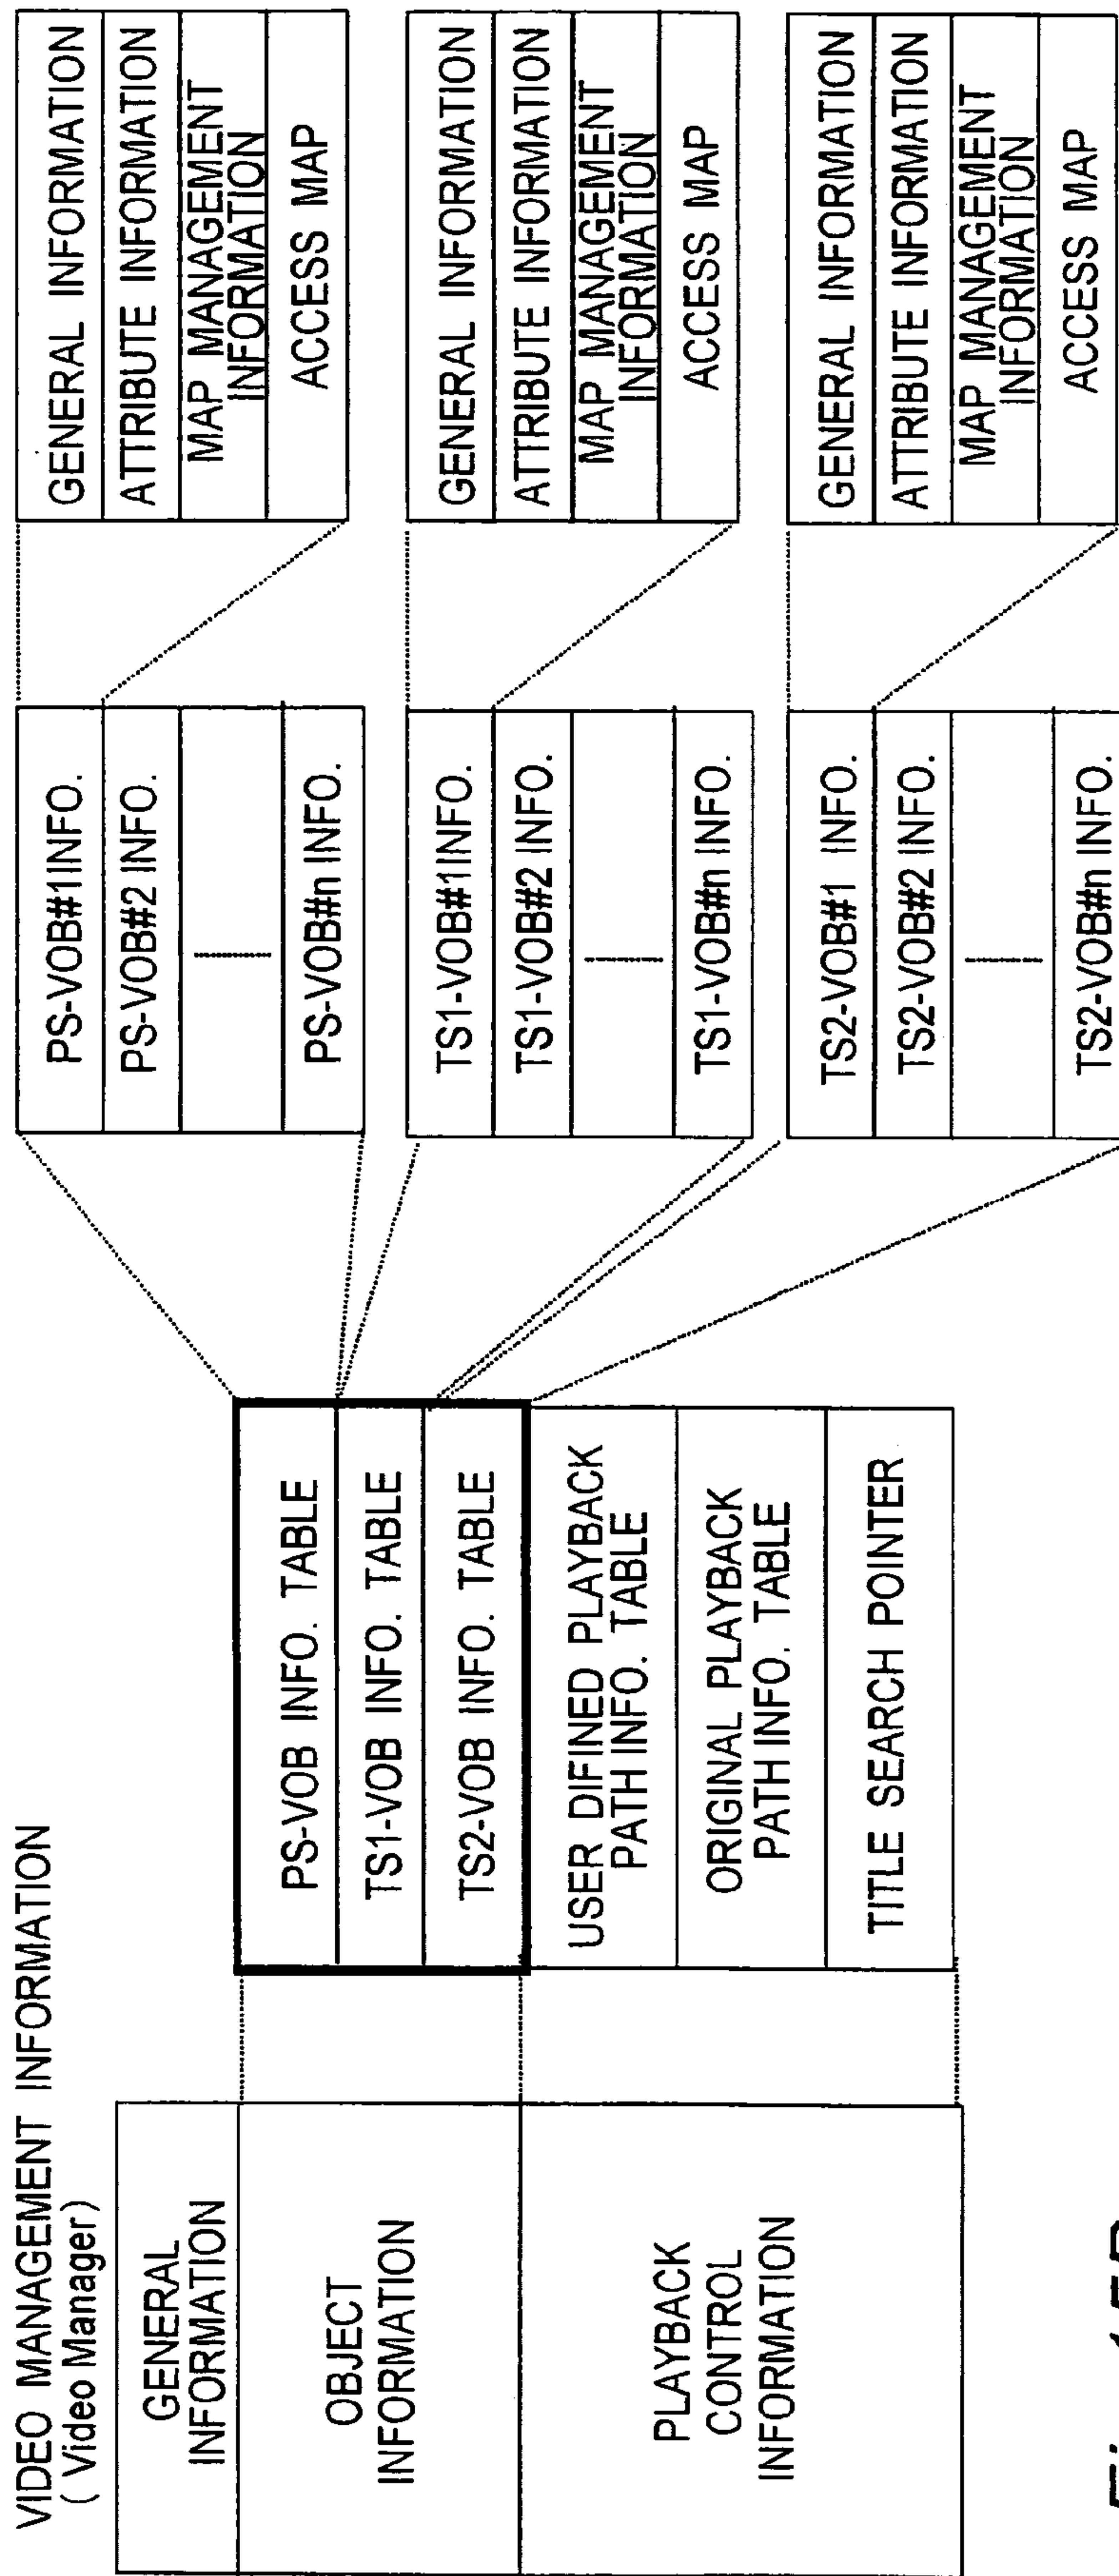 VIDEO MANAGEMENT INFORMATION
( Video Manager)
GENERAL
INFORMATION
OBJECT
INFORMATION
PLAYBACK
CONTROL
INFORMATION
PS-VOB INFO. TABLE
TS1-VOB INFO. TABLE
TS2-VOB INFO. TABLE
USER DIFINED PLAYBACK
PATH INFO. TABLE
ORIGINAL PLAYBACK
PATH INFO. TABLE
TITLE SEARCH POINTER
PS-VOB#1INFO.
PS-VOB#2 INFO.
PS-VOB#n INFO.
TS1-VOB#1INFO.
TS1-VOB#2 INFO.
TS1-VOB#n INFO.
TS2-VOB#1 INFO.
TS2-VOB#2 INFO.
TS2-VOB#n INFO.
GENERAL INFORMATION
ATTRIBUTE INFORMATION
MAP MANAGEMENT
INFORMATION
ACCESS MAP
GENERAL INFORMATION
ATTRIBUTE INFORMATION
MAP MANAGEMENT
INFORMATION
ACCESS MAP
GENERAL INFORMATION
ATTRIBUTE INFORMATION
MAP MANAGEMENT
INFORMATION
ACCESS MAP